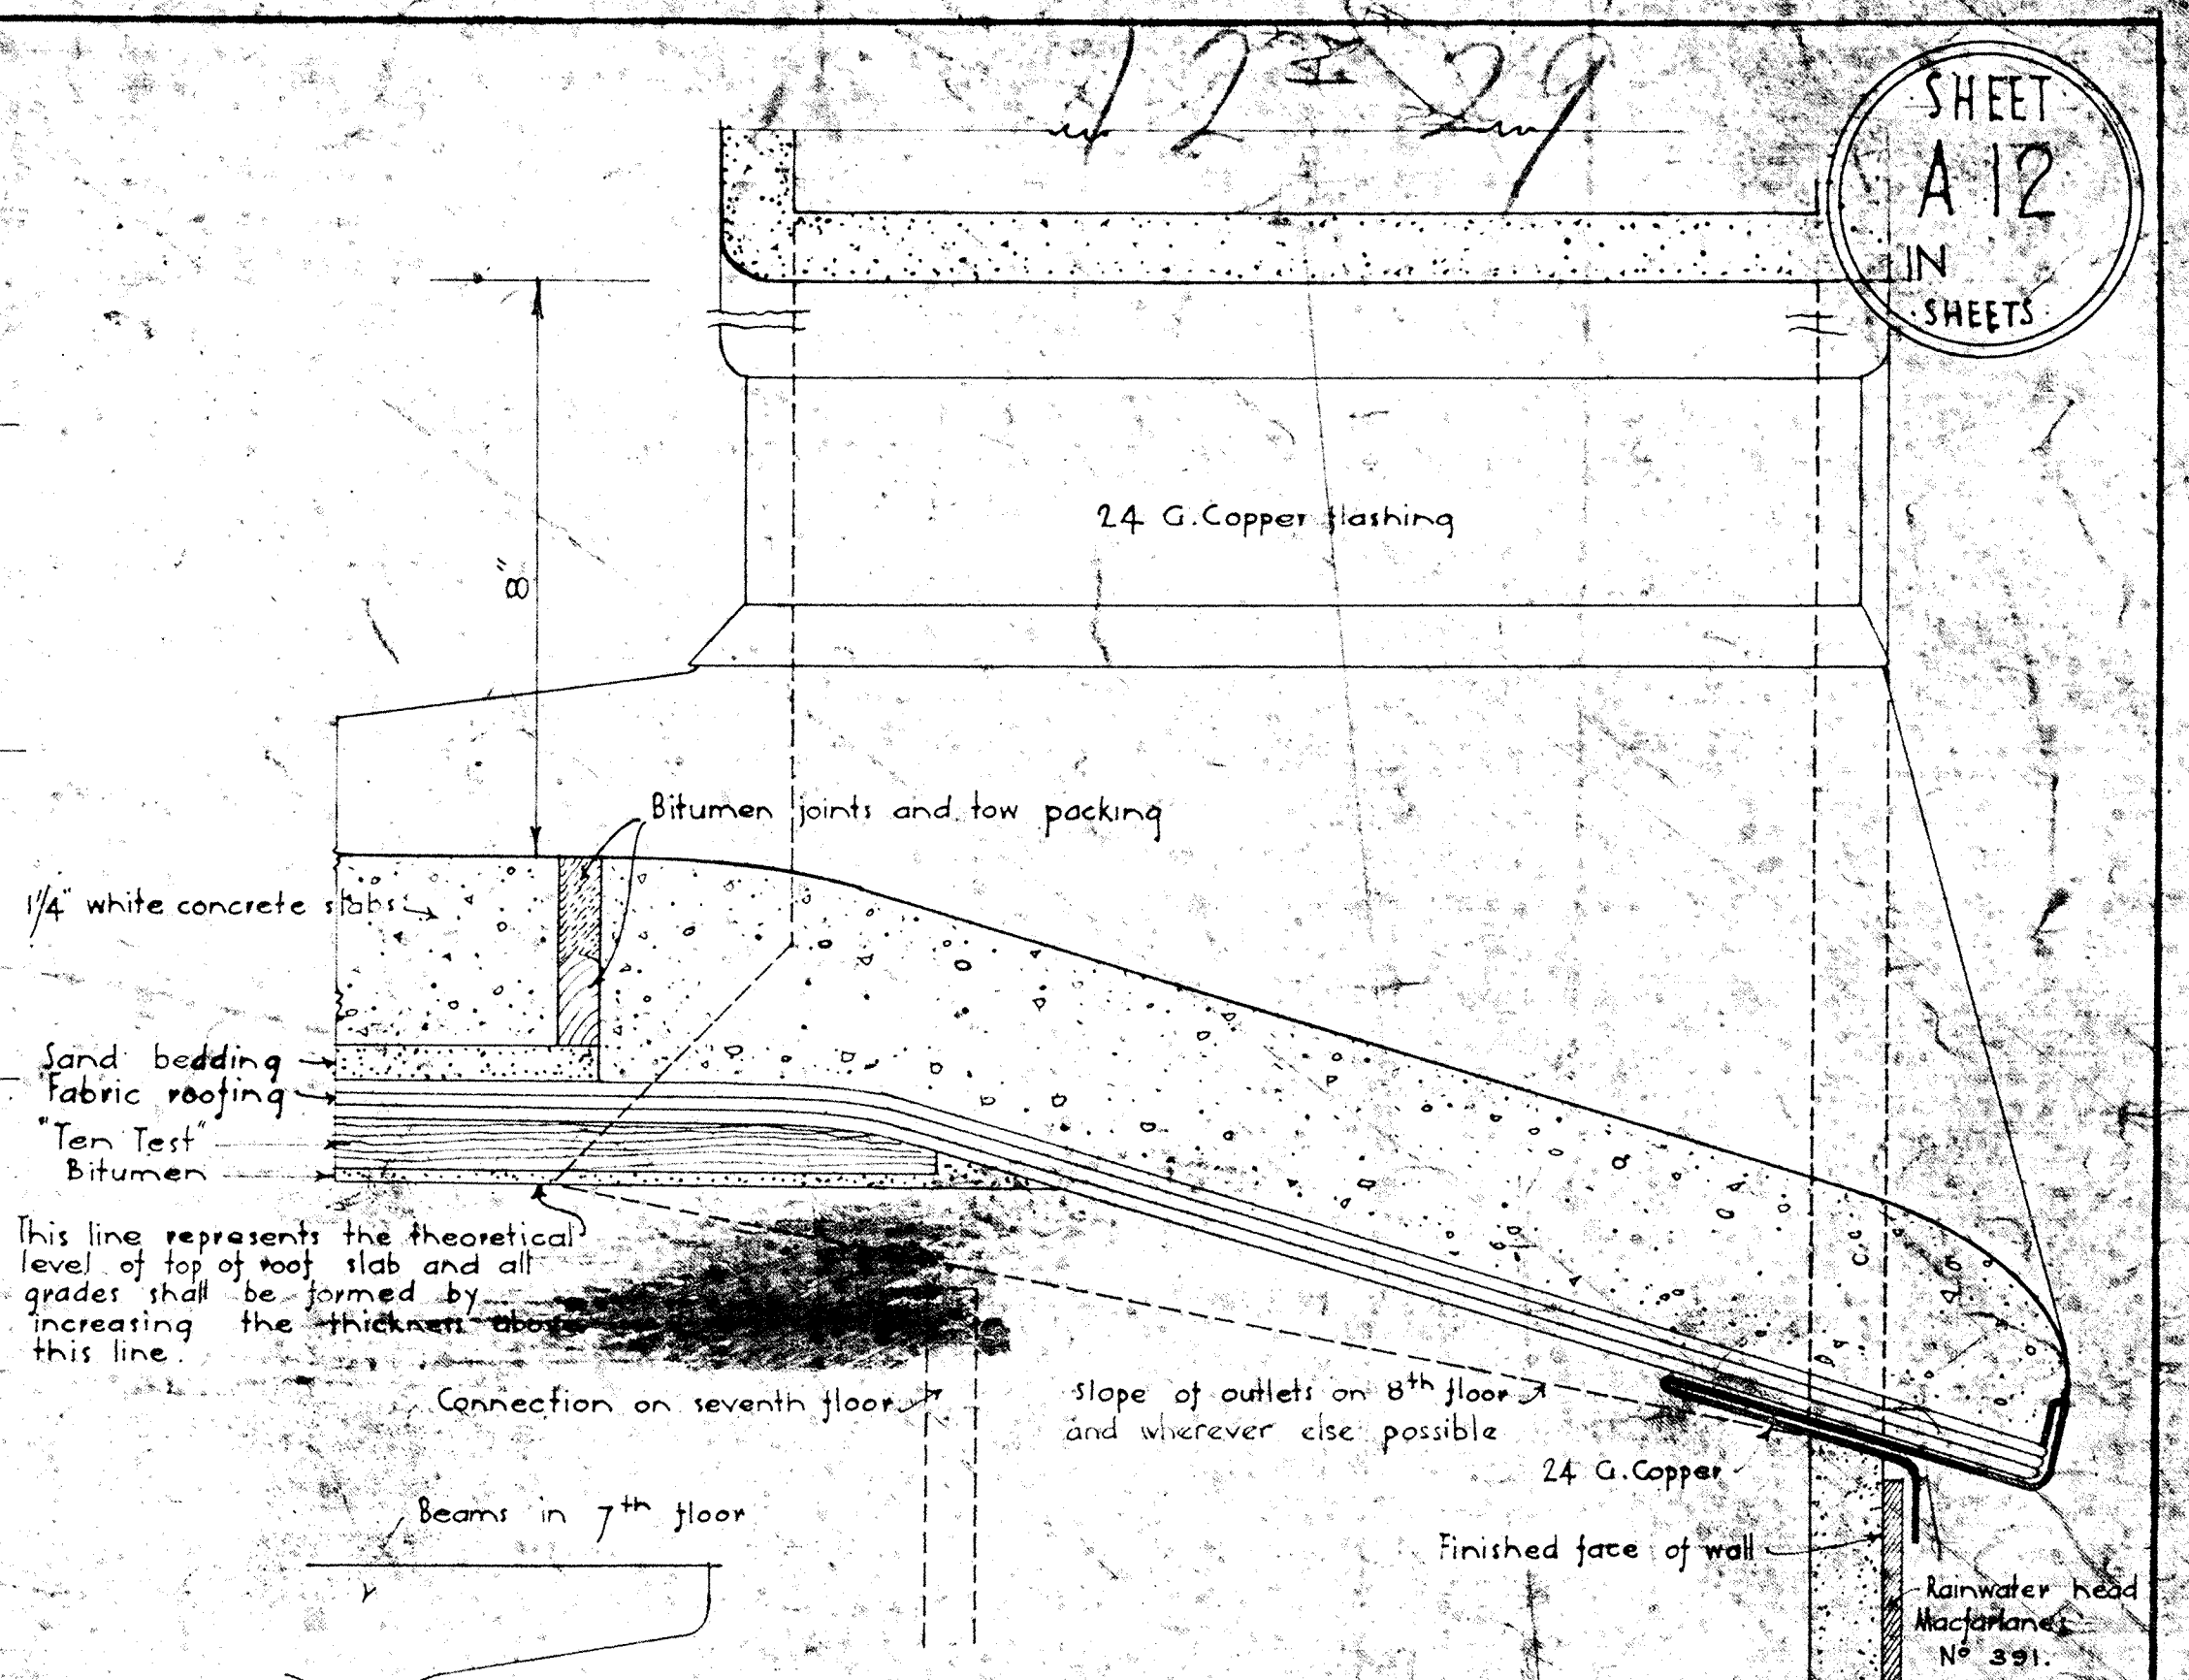 12 29
SHEET
A 12
IN
SHEETS
24 G. Copper flashing
8"
Bitumen joints and tow packing
1 1/4" white concrete slabs
Sand bedding
Fabric roofing
"Ten Test"
Bitumen
This line represents the theoretical
level of top of roof slab and all
grades shall be formed by
increasing the thickness above
this line.
Connection on seventh floor
slope of outlets on 8th floor
and wherever else possible
24 G. Copper
Beams in 7th floor
Finished face of wall
Rainwater head
Macfarlanes
No 391.